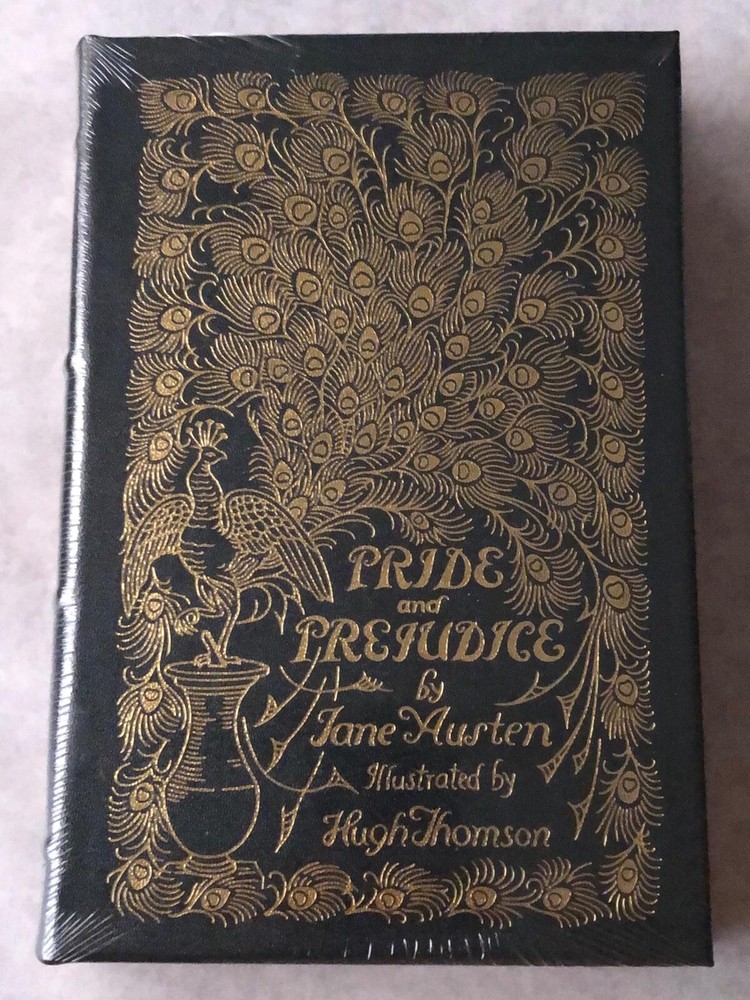 PRIDE
and
PREJUDICE
by
Jane Austen
Illustrated by
Hugh Thomson